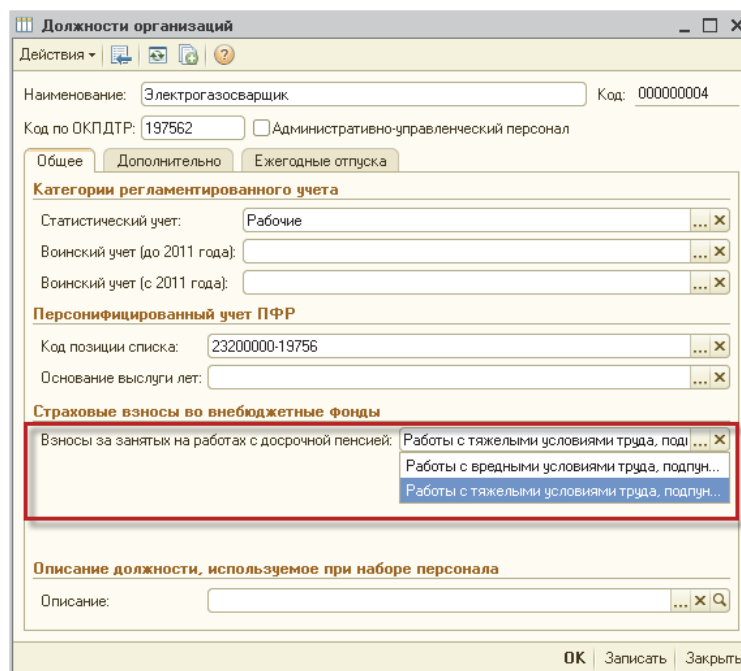 Должности организаций
Действия
Наименование: Электрогазосварщик Код: 000000004
Код по ОКПДТР: 197562 Административно-управленческий персонал
Общее Дополнительно Ежегодные отпуска
Категории регламентированного учета
Статистический учет: Рабочие ...
Воинский учет (до 2011 года): ...
Воинский учет (с 2011 года): ...
Персонифицированный учет ПФР
Код позиции списка: 23200000-19756 ...
Основание выслуги лет: ...
Страховые взносы во внебюджетные фонды
Взносы за занятых на работах с досрочной пенсией: Работы с тяжелыми условиями труда, под ...
Работы с вредными условиями труда, подпун...
Работы с тяжелыми условиями труда, подпун...
Описание должности, используемое при наборе персонала
Описание: ...
OK Записать Закрыть